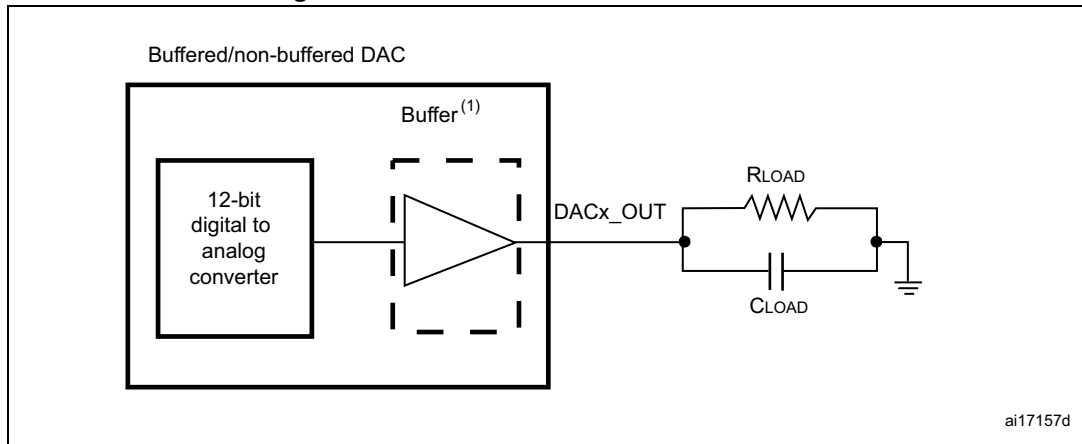 Buffered/non-buffered DAC
Buffer(1)
12-bit
digital to
analog
converter
DACx_OUT
RLOAD
CLOAD
ai17157d